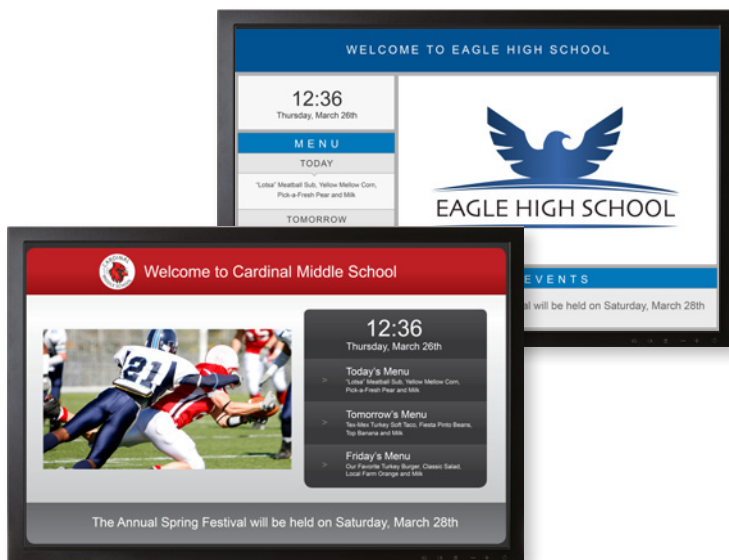 WELCOME TO EAGLE HIGH SCHOOL
12:36
Thursday, March 26th
MENU
TODAY
"Lotsa" Meatball Sub, Yellow Mellow Corn,
Pick-a-Fresh Pear and Milk
TOMORROW
EAGLE HIGH SCHOOL
EVENTS
will be held on Saturday, March 28th
Welcome to Cardinal Middle School
21
12:36
Thursday, March 26th
> Today's Menu
"Lotsa" Meatball Sub, Yellow Mellow Corn,
Pick-a-Fresh Pear and Milk
> Tomorrow's Menu
Tex-Mex Turkey Soft Taco, Fiesta Pinto Beans,
Top Banana and Milk
> Friday's Menu
Our Favorite Turkey Burger, Classic Salad,
Local Farm Orange and Milk
The Annual Spring Festival will be held on Saturday, March 28th